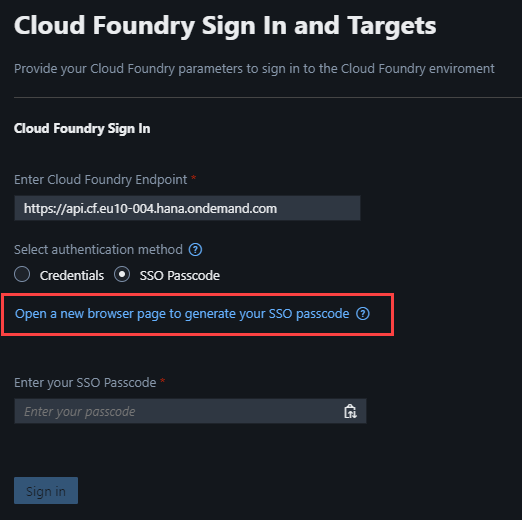 Cloud Foundry Sign In and Targets
Provide your Cloud Foundry parameters to sign in to the Cloud Foundry enviroment
Cloud Foundry Sign In
Enter Cloud Foundry Endpoint *
https://api.cf.eu10-004.hana.ondemand.com
Select authentication method ?
Credentials SSO Passcode
Open a new browser page to generate your SSO passcode ?
Enter your SSO Passcode *
Enter your passcode
Sign in